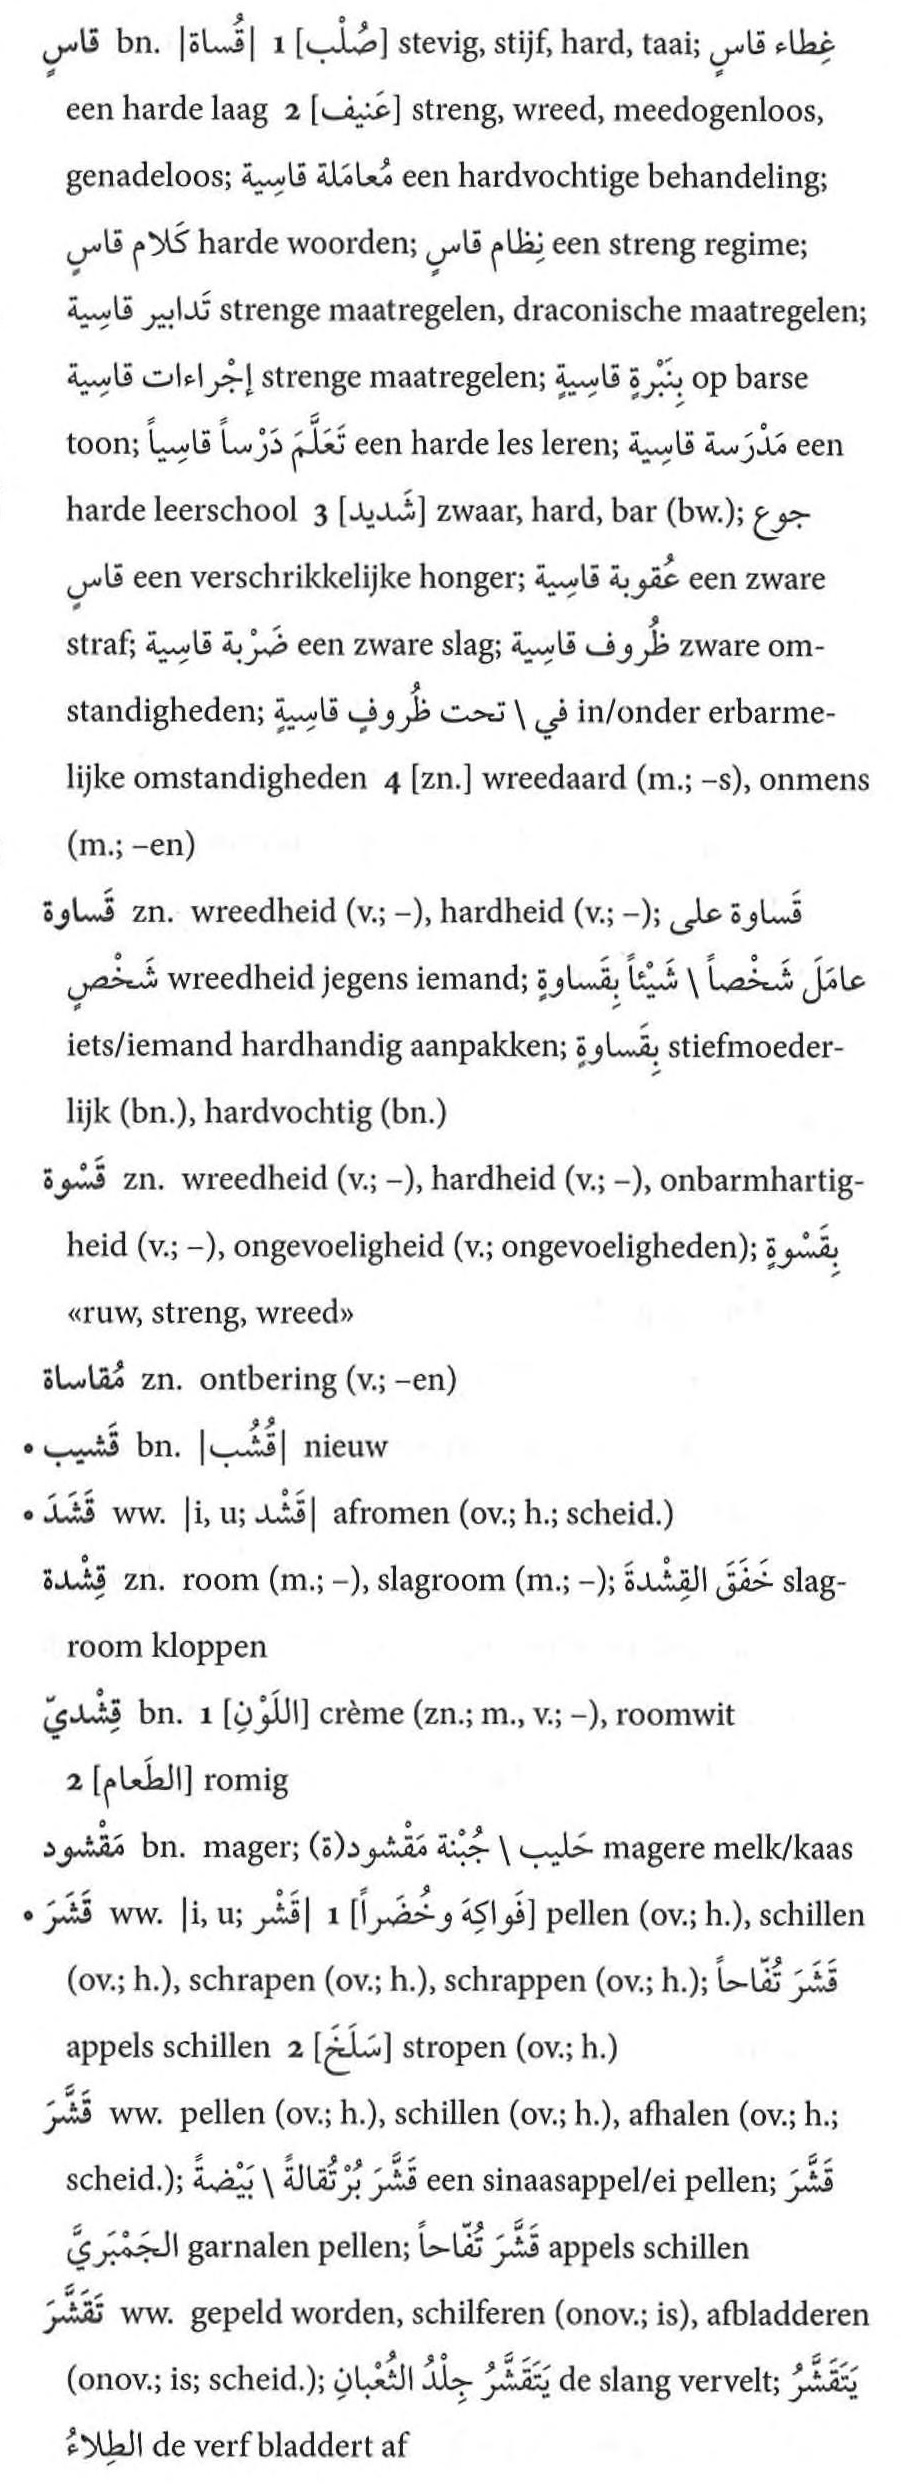 قاسٍ bn. |قُساة| 1 [صُلْب] stevig, stijf, hard, taai; غِطاء قاسٍ
een harde laag 2 [عَنيف] streng, wreed, meedogenloos,
genadeloos; مُعامَلة قاسِية een hardvochtige behandeling;
كَلام قاسٍ harde woorden; نِظام قاسٍ een streng regime;
تَدابير قاسِية strenge maatregelen, draconische maatregelen;
إجْراءات قاسِية strenge maatregelen; بِنَبْرةٍ قاسِيةٍ op barse
toon; تَعَلَّمَ دَرْساً قاسِياً een harde les leren; مَدْرَسة قاسِية een
harde leerschool 3 [شَديد] zwaar, hard, bar (bw.); جوع
قاسٍ een verschrikkelijke honger; عُقوبة قاسِية een zware
straf; ضَرْبة قاسِية een zware slag; ظُروف قاسِية zware om-
standigheden; في \ تحت ظُروفٍ قاسِيةٍ in/onder erbarme-
lijke omstandigheden 4 [zn.] wreedaard (m.; –s), onmens
(m.; –en)
قَساوة zn. wreedheid (v.; –), hardheid (v.; –); قَساوة على
شَخْصٍ wreedheid jegens iemand; عامَلَ شَخْصاً \ شَيْئاً بِقَساوةٍ
iets/iemand hardhandig aanpakken; بِقَساوةٍ stiefmoeder-
lijk (bn.), hardvochtig (bn.)
قَسْوة zn. wreedheid (v.; –), hardheid (v.; –), onbarmhartig-
heid (v.; –), ongevoeligheid (v.; ongevoeligheden); بِقَسْوةٍ
«ruw, streng, wreed»
مُقاساة zn. ontbering (v.; –en)
• قَشيب bn. |قُشُب| nieuw
• قَشَدَ ww. |i, u; قَشْد| afromen (ov.; h.; scheid.)
قِشْدة zn. room (m.; –), slagroom (m.; –); خَفَقَ القِشْدةَ slag-
room kloppen
قِشْديّ bn. 1 [اللَوْنِ] crème (zn.; m., v.; –), roomwit
2 [الطَعام] romig
مَقْشود bn. mager; حَليب \ جُبْنة مَقْشود(ة) magere melk/kaas
• قَشَرَ ww. |i, u; قَشْر| 1 [فَواكِهَ و خُضَراً] pellen (ov.; h.), schillen
(ov.; h.), schrapen (ov.; h.), schrappen (ov.; h.); قَشَرَ تُفّاحاً
appels schillen 2 [سَلَخَ] stropen (ov.; h.)
قَشَّرَ ww. pellen (ov.; h.), schillen (ov.; h.), afhalen (ov.; h.;
scheid.); قَشَّرَ بُرْتُقالةً \ بَيْضةً een sinaasappel/ei pellen; قَشَّرَ
الجَمْبَريَّ garnalen pellen; قَشَّرَ تُفّاحاً appels schillen
تَقَشَّرَ ww. gepeld worden, schilferen (onov.; is), afbladderen
(onov.; is; scheid.); يَتَقَشَّرُ جِلْدُ الثُعْبانِ de slang vervelt; يَتَقَشَّرُ
الطِلاءُ de verf bladdert af